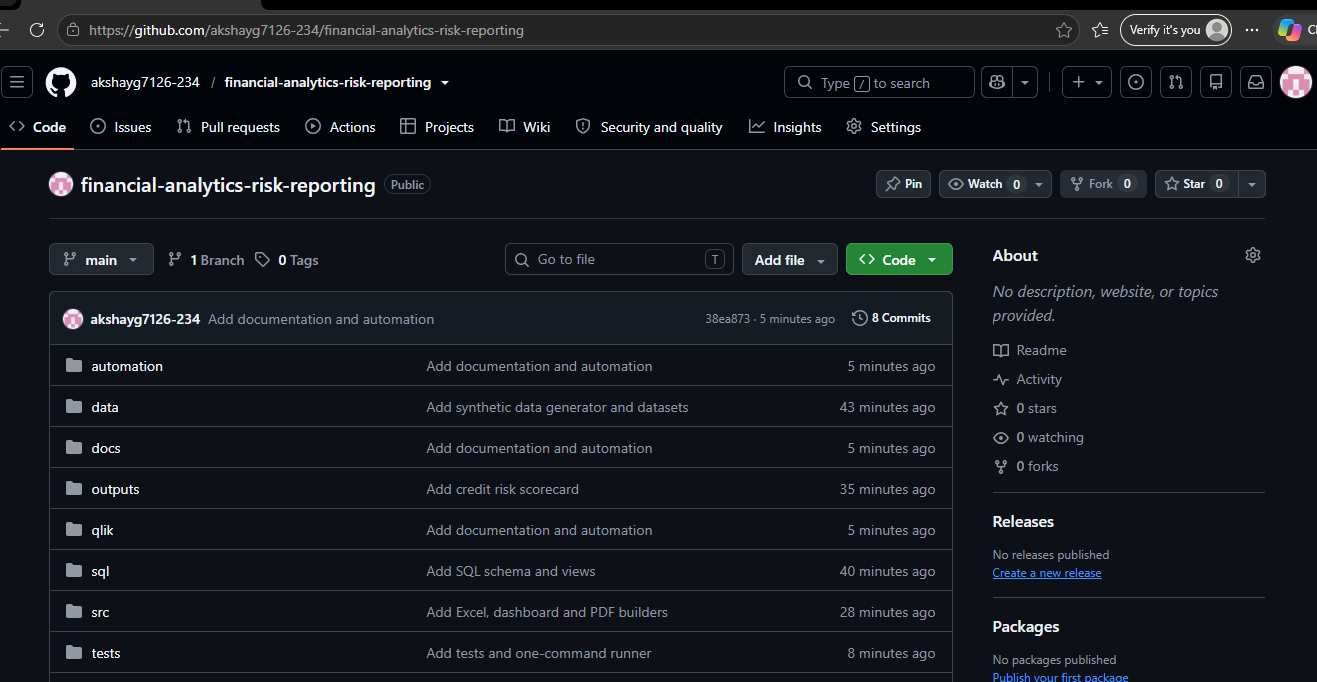 https://github.com/akshayg7126-234/financial-analytics-risk-reporting
Verify it's you
akshayg7126-234 / financial-analytics-risk-reporting
Type / to search
Code Issues Pull requests Actions Projects Wiki Security and quality Insights Settings
financial-analytics-risk-reporting Public
Pin Watch 0 Fork 0 Star 0
main 1 Branch 0 Tags Go to file T Add file Code
akshayg7126-234 Add documentation and automation 38ea873 · 5 minutes ago 8 Commits
automation Add documentation and automation 5 minutes ago
data Add synthetic data generator and datasets 43 minutes ago
docs Add documentation and automation 5 minutes ago
outputs Add credit risk scorecard 35 minutes ago
qlik Add documentation and automation 5 minutes ago
sql Add SQL schema and views 40 minutes ago
src Add Excel, dashboard and PDF builders 28 minutes ago
tests Add tests and one-command runner 8 minutes ago
About
No description, website, or topics
provided.
Readme
Activity
0 stars
0 watching
0 forks
Releases
No releases published
Create a new release
Packages
No packages published
Publish your first package